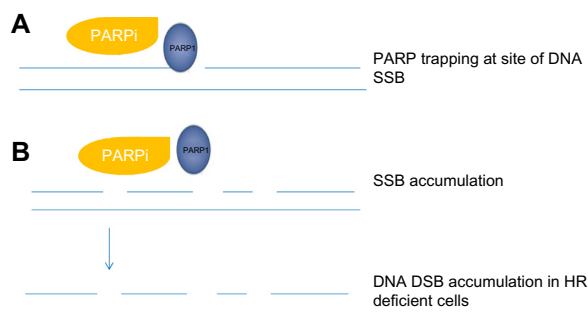 A
PARPi
PARP1
PARP trapping at site of DNA
SSB
B
PARPi
PARP1
SSB accumulation
DNA DSB accumulation in HR
deficient cells